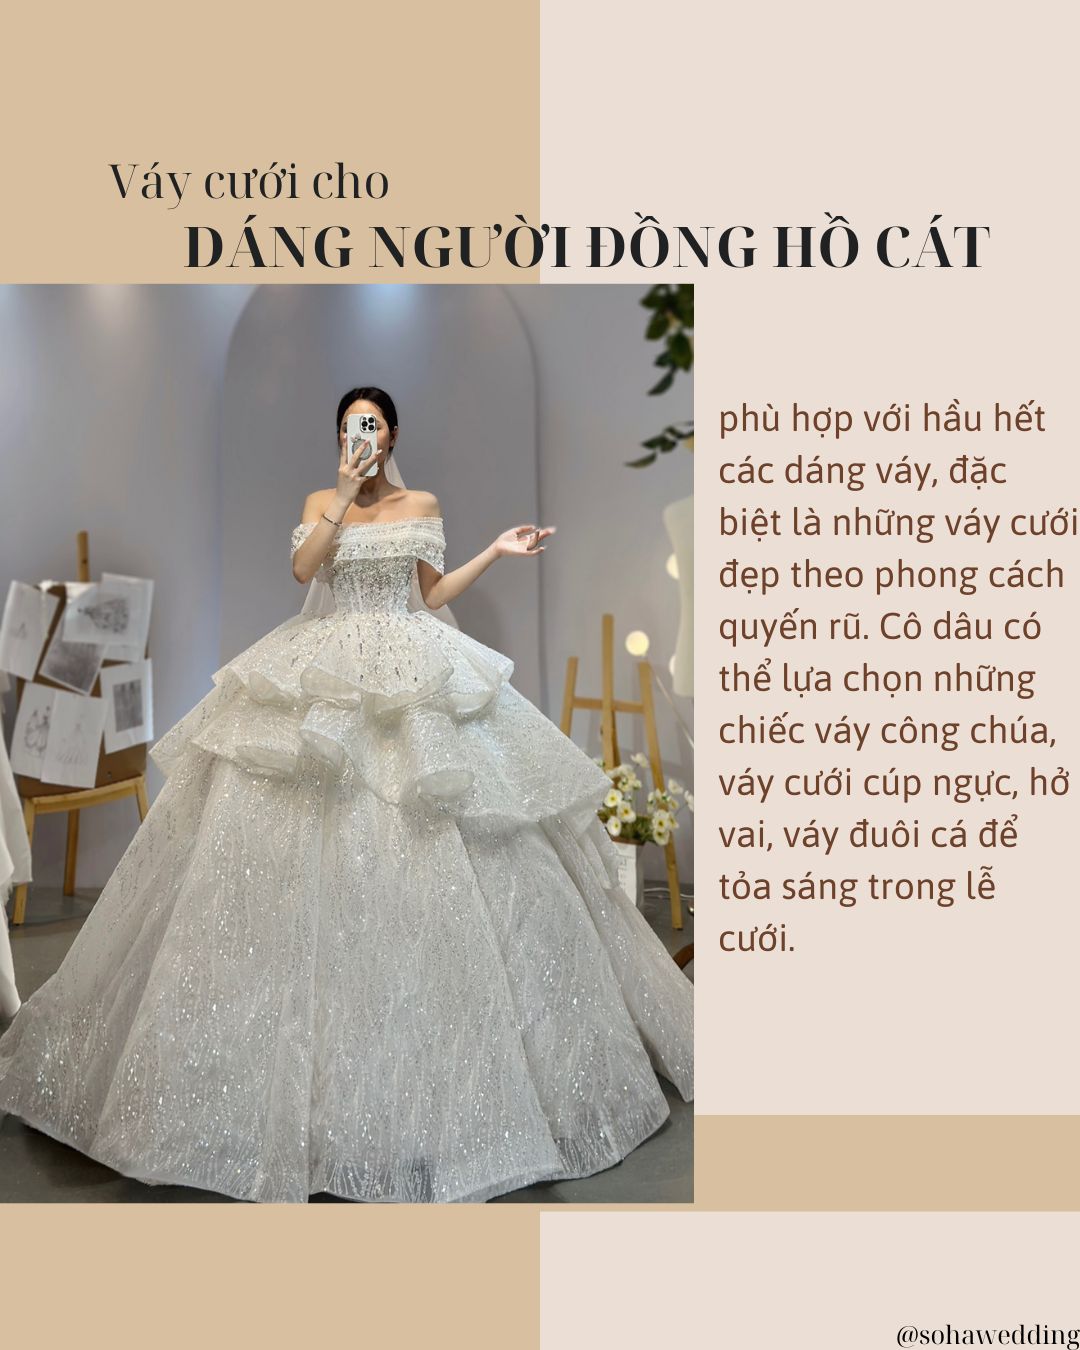 Váy cưới cho
DÁNG NGƯỜI ĐỒNG HỒ CÁT
phù hợp với hầu hết
các dáng váy, đặc
biệt là những váy cưới
đẹp theo phong cách
quyến rũ. Cô dâu có
thể lựa chọn những
chiếc váy công chúa,
váy cưới cúp ngực, hở
vai, váy đuôi cá để
tỏa sáng trong lễ
cưới.
@sohawedding